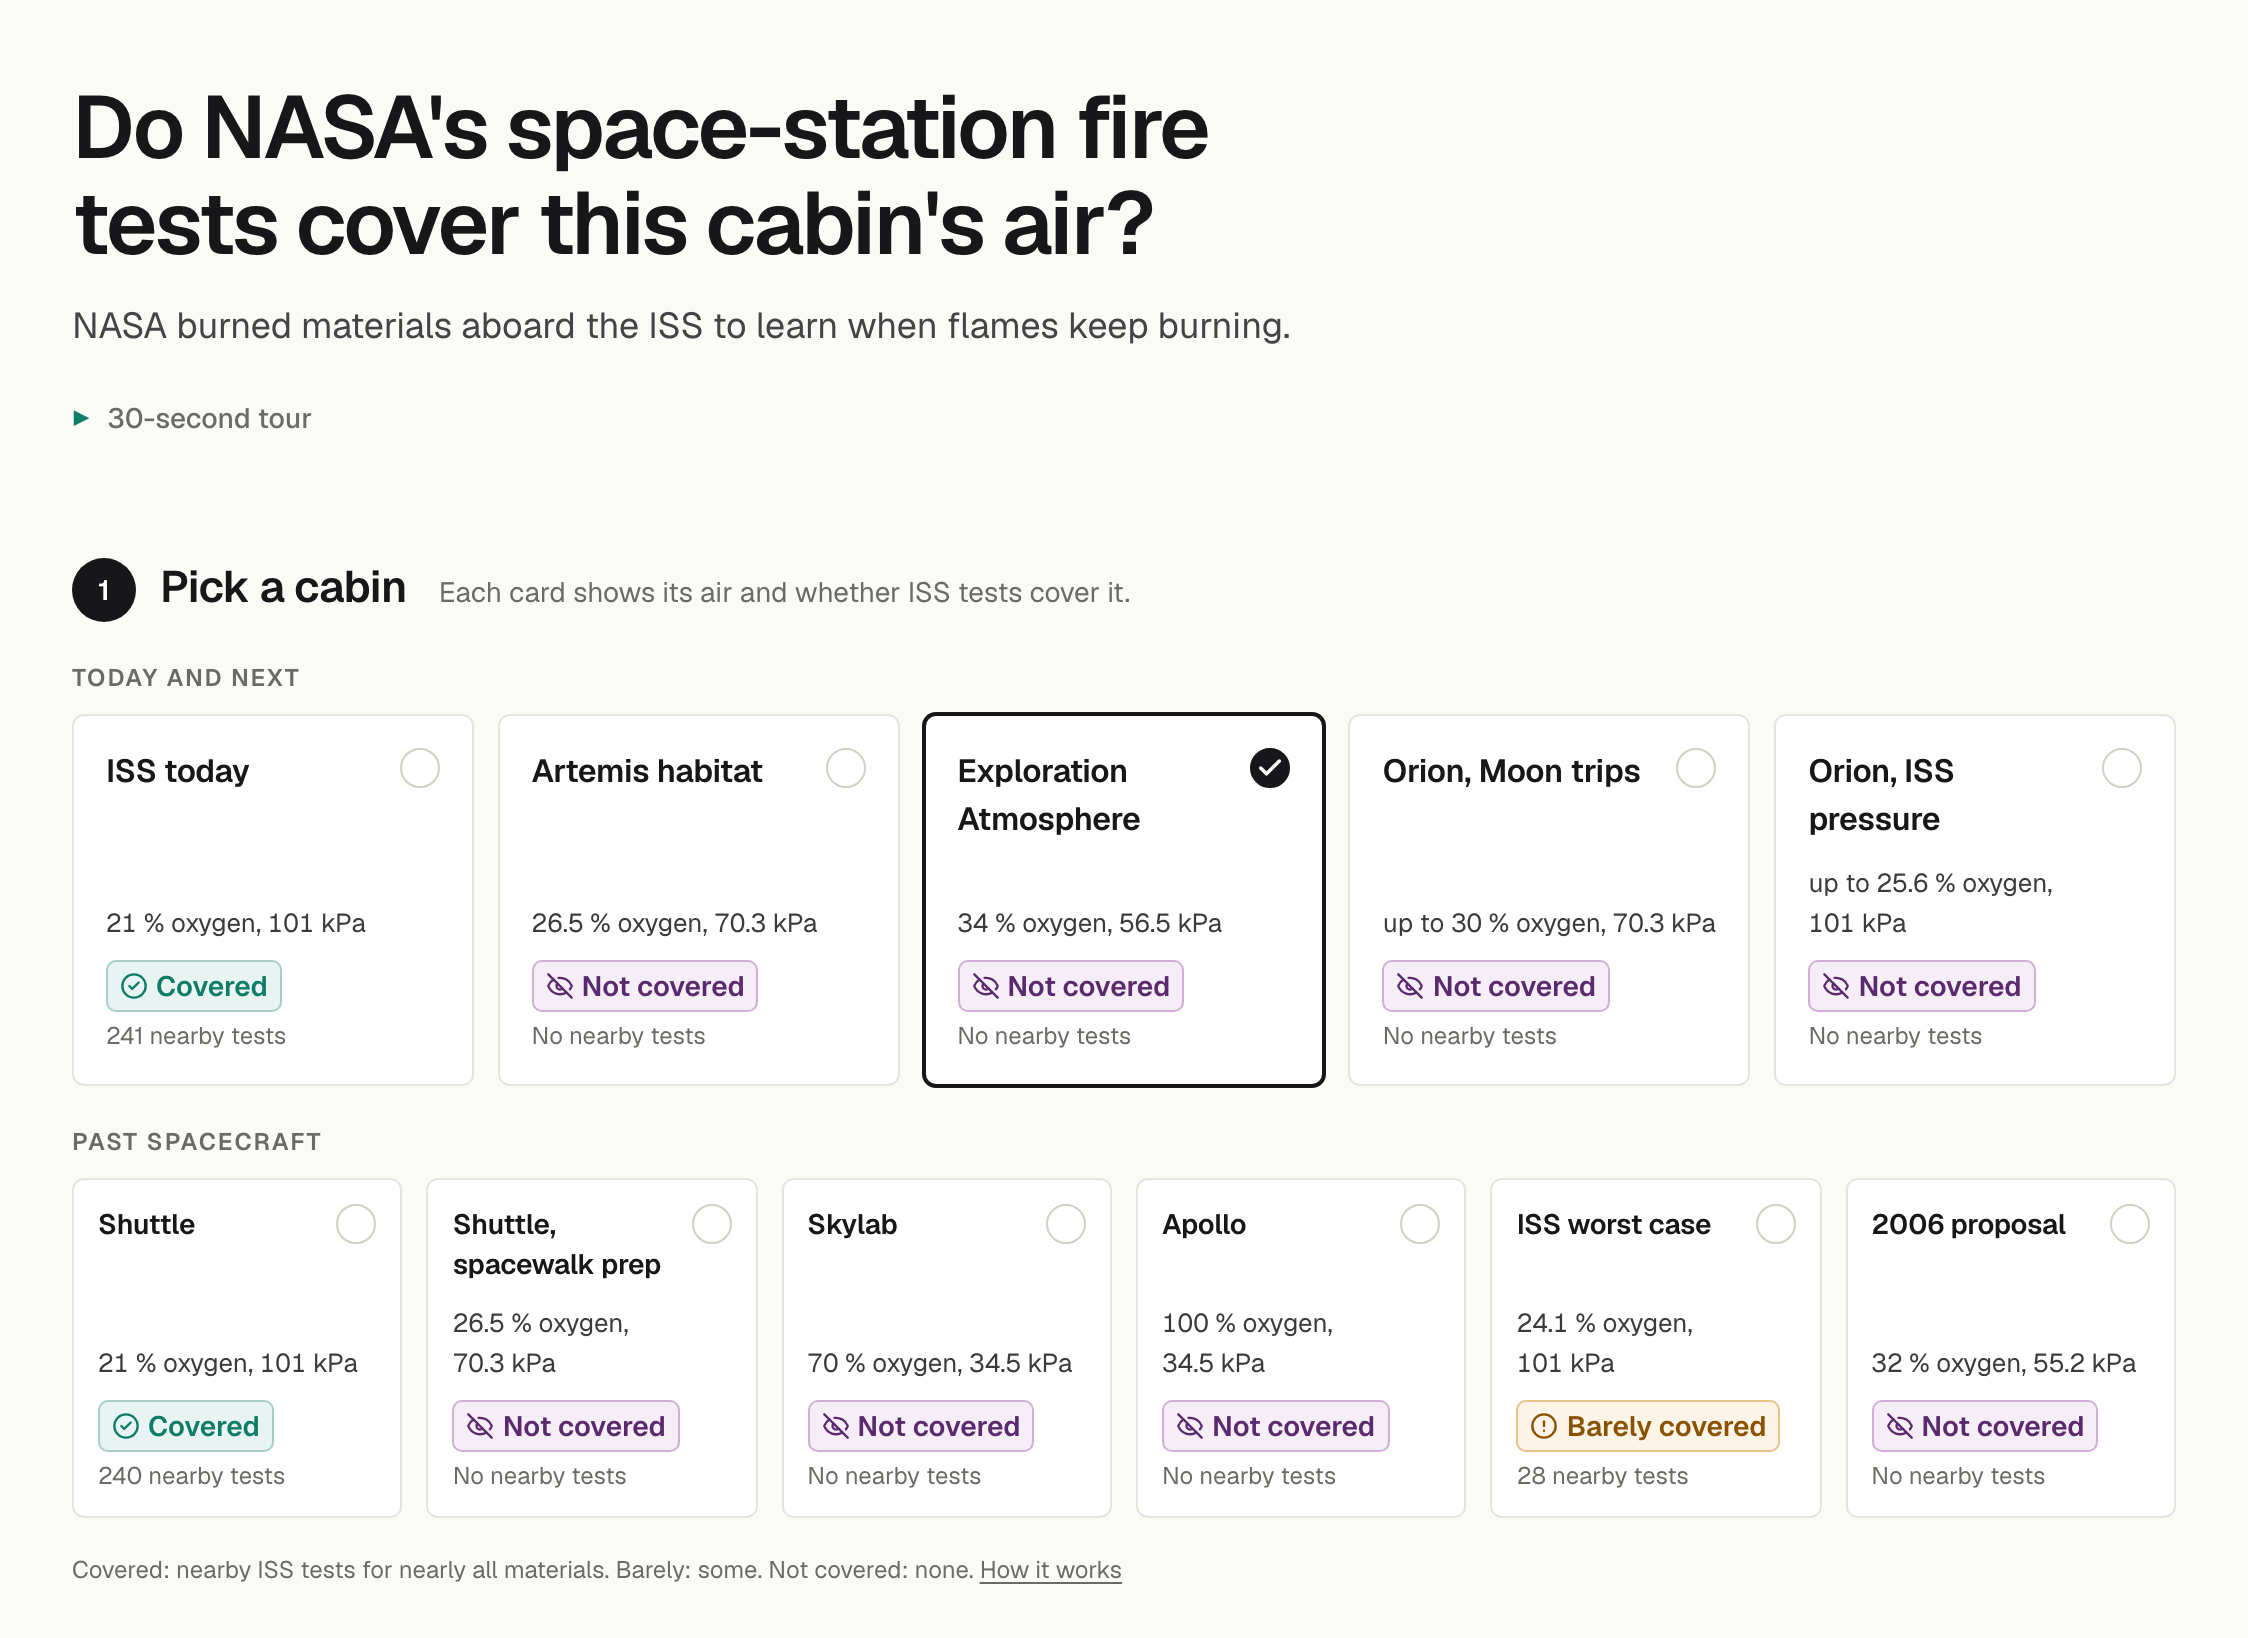 Do NASA's space-station fire
tests cover this cabin's air?
NASA burned materials aboard the ISS to learn when flames keep burning.
30-second tour
1 Pick a cabin Each card shows its air and whether ISS tests cover it.
TODAY AND NEXT
ISS today
21 % oxygen, 101 kPa
Covered
241 nearby tests
Artemis habitat
26.5 % oxygen, 70.3 kPa
Not covered
No nearby tests
Exploration
Atmosphere
34 % oxygen, 56.5 kPa
Not covered
No nearby tests
Orion, Moon trips
up to 30 % oxygen, 70.3 kPa
Not covered
No nearby tests
Orion, ISS
pressure
up to 25.6 % oxygen,
101 kPa
Not covered
No nearby tests
PAST SPACECRAFT
Shuttle
21 % oxygen, 101 kPa
Covered
240 nearby tests
Shuttle,
spacewalk prep
26.5 % oxygen,
70.3 kPa
Not covered
No nearby tests
Skylab
70 % oxygen, 34.5 kPa
Not covered
No nearby tests
Apollo
100 % oxygen,
34.5 kPa
Not covered
No nearby tests
ISS worst case
24.1 % oxygen,
101 kPa
Barely covered
28 nearby tests
2006 proposal
32 % oxygen, 55.2 kPa
Not covered
No nearby tests
Covered: nearby ISS tests for nearly all materials. Barely: some. Not covered: none. How it works